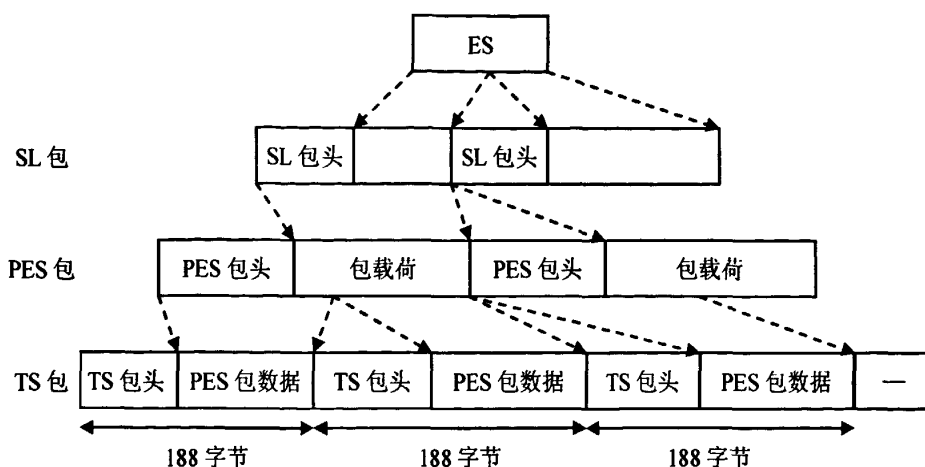 ES
SL 包 SL 包头 SL 包头
PES 包 PES 包头 包载荷 PES 包头 包载荷
TS 包 TS 包头 PES 包数据 TS 包头 PES 包数据 TS 包头 PES 包数据 —
188 字节 188 字节 188 字节